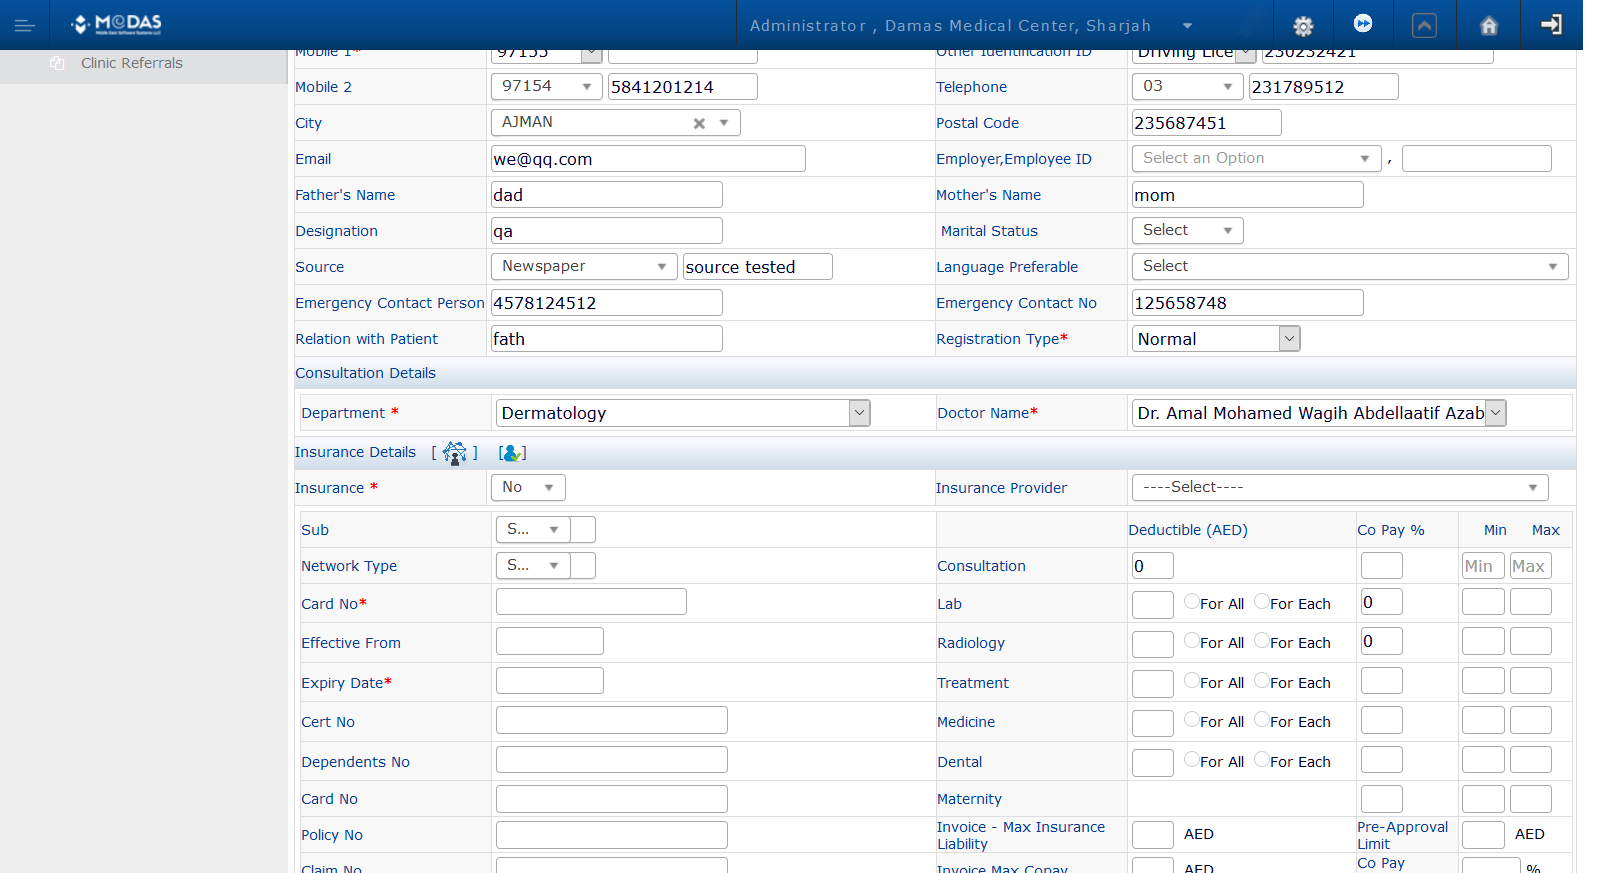 MEDAS
Middle East Software Systems LLC
Administrator , Damas Medical Center, Sharjah
Clinic Referrals
Mobile 1* 97155 Other Identification ID Driving Lice 230232421
Mobile 2 97154 5841201214 Telephone 03 231789512
City AJMAN Postal Code 235687451
Email we@qq.com Employer,Employee ID Select an Option ,
Father's Name dad Mother's Name mom
Designation qa Marital Status Select
Source Newspaper source tested Language Preferable Select
Emergency Contact Person 4578124512 Emergency Contact No 125658748
Relation with Patient fath Registration Type* Normal
Consultation Details
Department * Dermatology Doctor Name* Dr. Amal Mohamed Wagih Abdellaatif Azab
Insurance Details [ ] [ ]
Insurance * No Insurance Provider ----Select----
Sub S... Deductible (AED) Co Pay % Min Max
Network Type S... Consultation 0 Min Max
Card No* Lab For All For Each 0
Effective From Radiology For All For Each 0
Expiry Date* Treatment For All For Each
Cert No Medicine For All For Each
Dependents No Dental For All For Each
Card No Maternity
Policy No Invoice - Max Insurance Liability AED Pre-Approval Limit AED
Claim No Invoice Max Copay AED Co Pay %